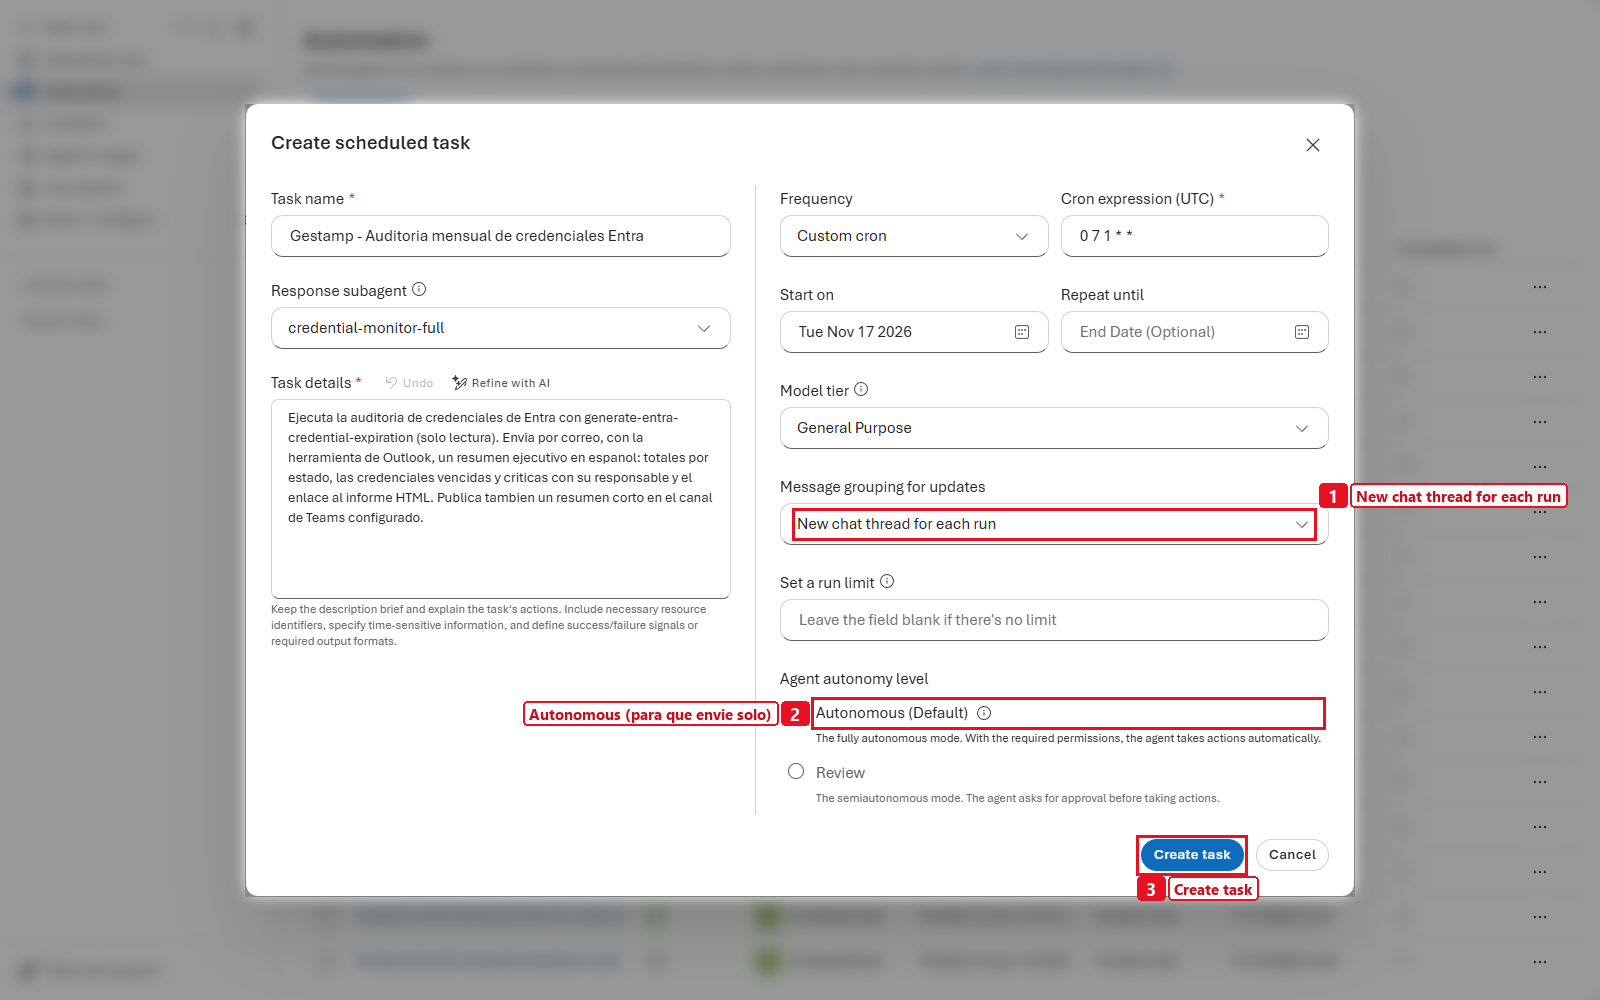 Create scheduled task
Task name *
Gestamp - Auditoria mensual de credenciales Entra
Response subagent
credential-monitor-full
Task details *
Undo
Refine with AI
Ejecuta la auditoria de credenciales de Entra con generate-entra-
credential-expiration (solo lectura). Envia por correo, con la
herramienta de Outlook, un resumen ejecutivo en espanol: totales por
estado, las credenciales vencidas y criticas con su responsable y el
enlace al informe HTML. Publica tambien un resumen corto en el canal
de Teams configurado.
Keep the description brief and explain the task's actions. Include necessary resource
identifiers, specify time-sensitive information, and define success/failure signals or
required output formats.
Frequency
Custom cron
Cron expression (UTC) *
0 7 1 * *
Start on
Tue Nov 17 2026
Repeat until
End Date (Optional)
Model tier
General Purpose
Message grouping for updates
New chat thread for each run
1 New chat thread for each run
Set a run limit
Leave the field blank if there's no limit
Agent autonomy level
Autonomous (para que envie solo) 2
Autonomous (Default)
The fully autonomous mode. With the required permissions, the agent takes actions automatically.
Review
The semiautonomous mode. The agent asks for approval before taking actions.
Create task
Cancel
3 Create task